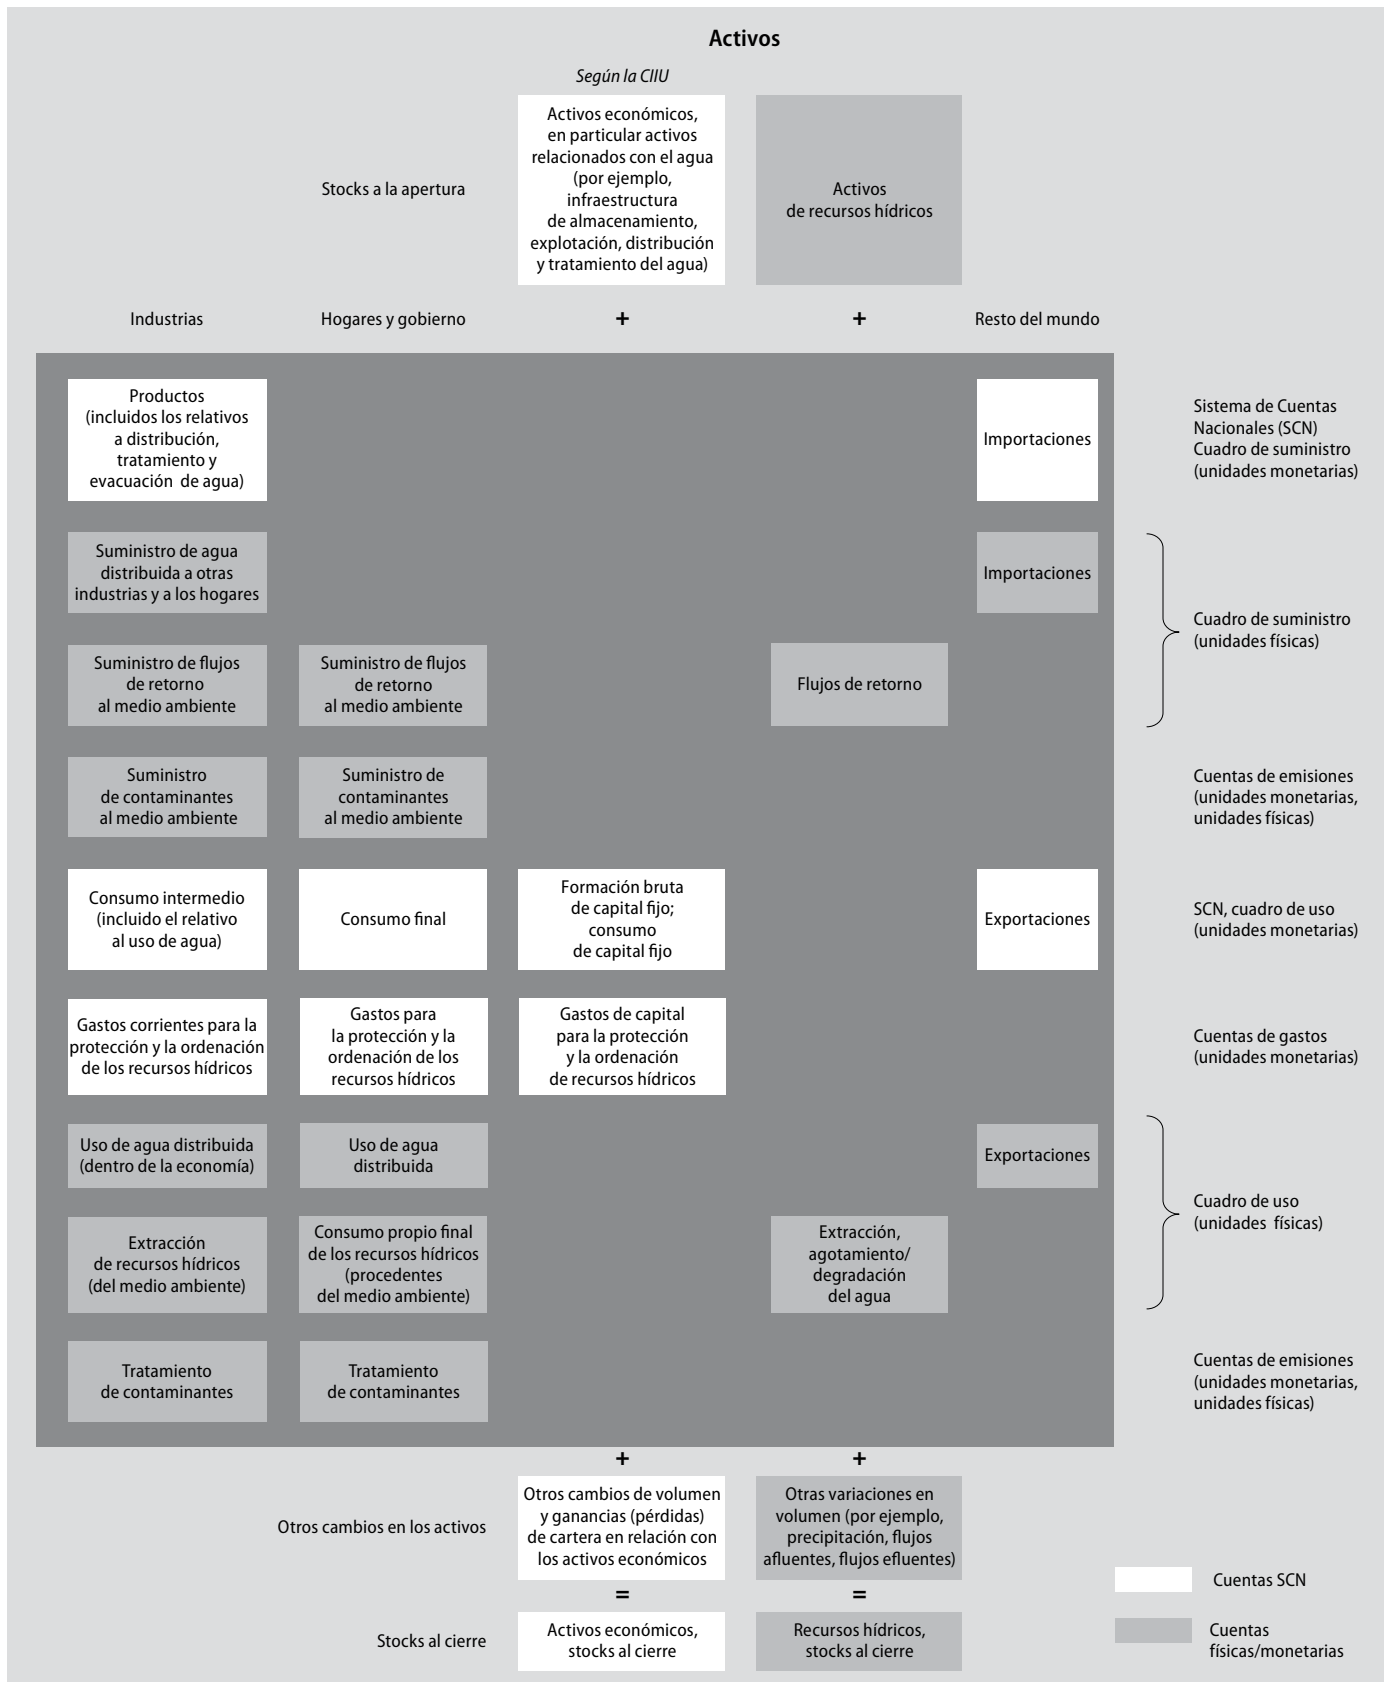 Activos
Según la CIIU
Stocks a la apertura
Activos económicos,
en particular activos
relacionados con el agua
(por ejemplo,
infraestructura
de almacenamiento,
explotación, distribución
y tratamiento del agua)
Activos
de recursos hídricos
Industrias
Hogares y gobierno
+
+
Resto del mundo
Productos
(incluidos los relativos
a distribución,
tratamiento y
evacuación de agua)
Importaciones
Sistema de Cuentas
Nacionales (SCN)
Cuadro de suministro
(unidades monetarias)
Suministro de agua
distribuida a otras
industrias y a los hogares
Importaciones
Cuadro de suministro
(unidades físicas)
Suministro de flujos
de retorno
al medio ambiente
Suministro de flujos
de retorno
al medio ambiente
Flujos de retorno
Suministro
de contaminantes
al medio ambiente
Suministro de
contaminantes
al medio ambiente
Cuentas de emisiones
(unidades monetarias,
unidades físicas)
Consumo intermedio
(incluido el relativo
al uso de agua)
Consumo final
Formación bruta
de capital fijo;
consumo
de capital fijo
Exportaciones
SCN, cuadro de uso
(unidades monetarias)
Gastos corrientes para la
protección y la ordenación
de los recursos hídricos
Gastos para
la protección y la
ordenación de los
recursos hídricos
Gastos de capital
para la protección
y la ordenación
de recursos hídricos
Cuentas de gastos
(unidades monetarias)
Uso de agua distribuida
(dentro de la economía)
Uso de agua
distribuida
Exportaciones
Cuadro de uso
(unidades físicas)
Extracción
de recursos hídricos
(del medio ambiente)
Consumo propio final
de los recursos hídricos
(procedentes
del medio ambiente)
Extracción,
agotamiento/
degradación
del agua
Tratamiento
de contaminantes
Tratamiento
de contaminantes
Cuentas de emisiones
(unidades monetarias,
unidades físicas)
+
+
Otros cambios en los activos
Otros cambios de volumen
y ganancias (pérdidas)
de cartera en relación con
los activos económicos
Otras variaciones en
volumen (por ejemplo,
precipitación, flujos
afluentes, flujos efluentes)
=
=
Stocks al cierre
Activos económicos,
stocks al cierre
Recursos hídricos,
stocks al cierre
Cuentas SCN
Cuentas
físicas/monetarias